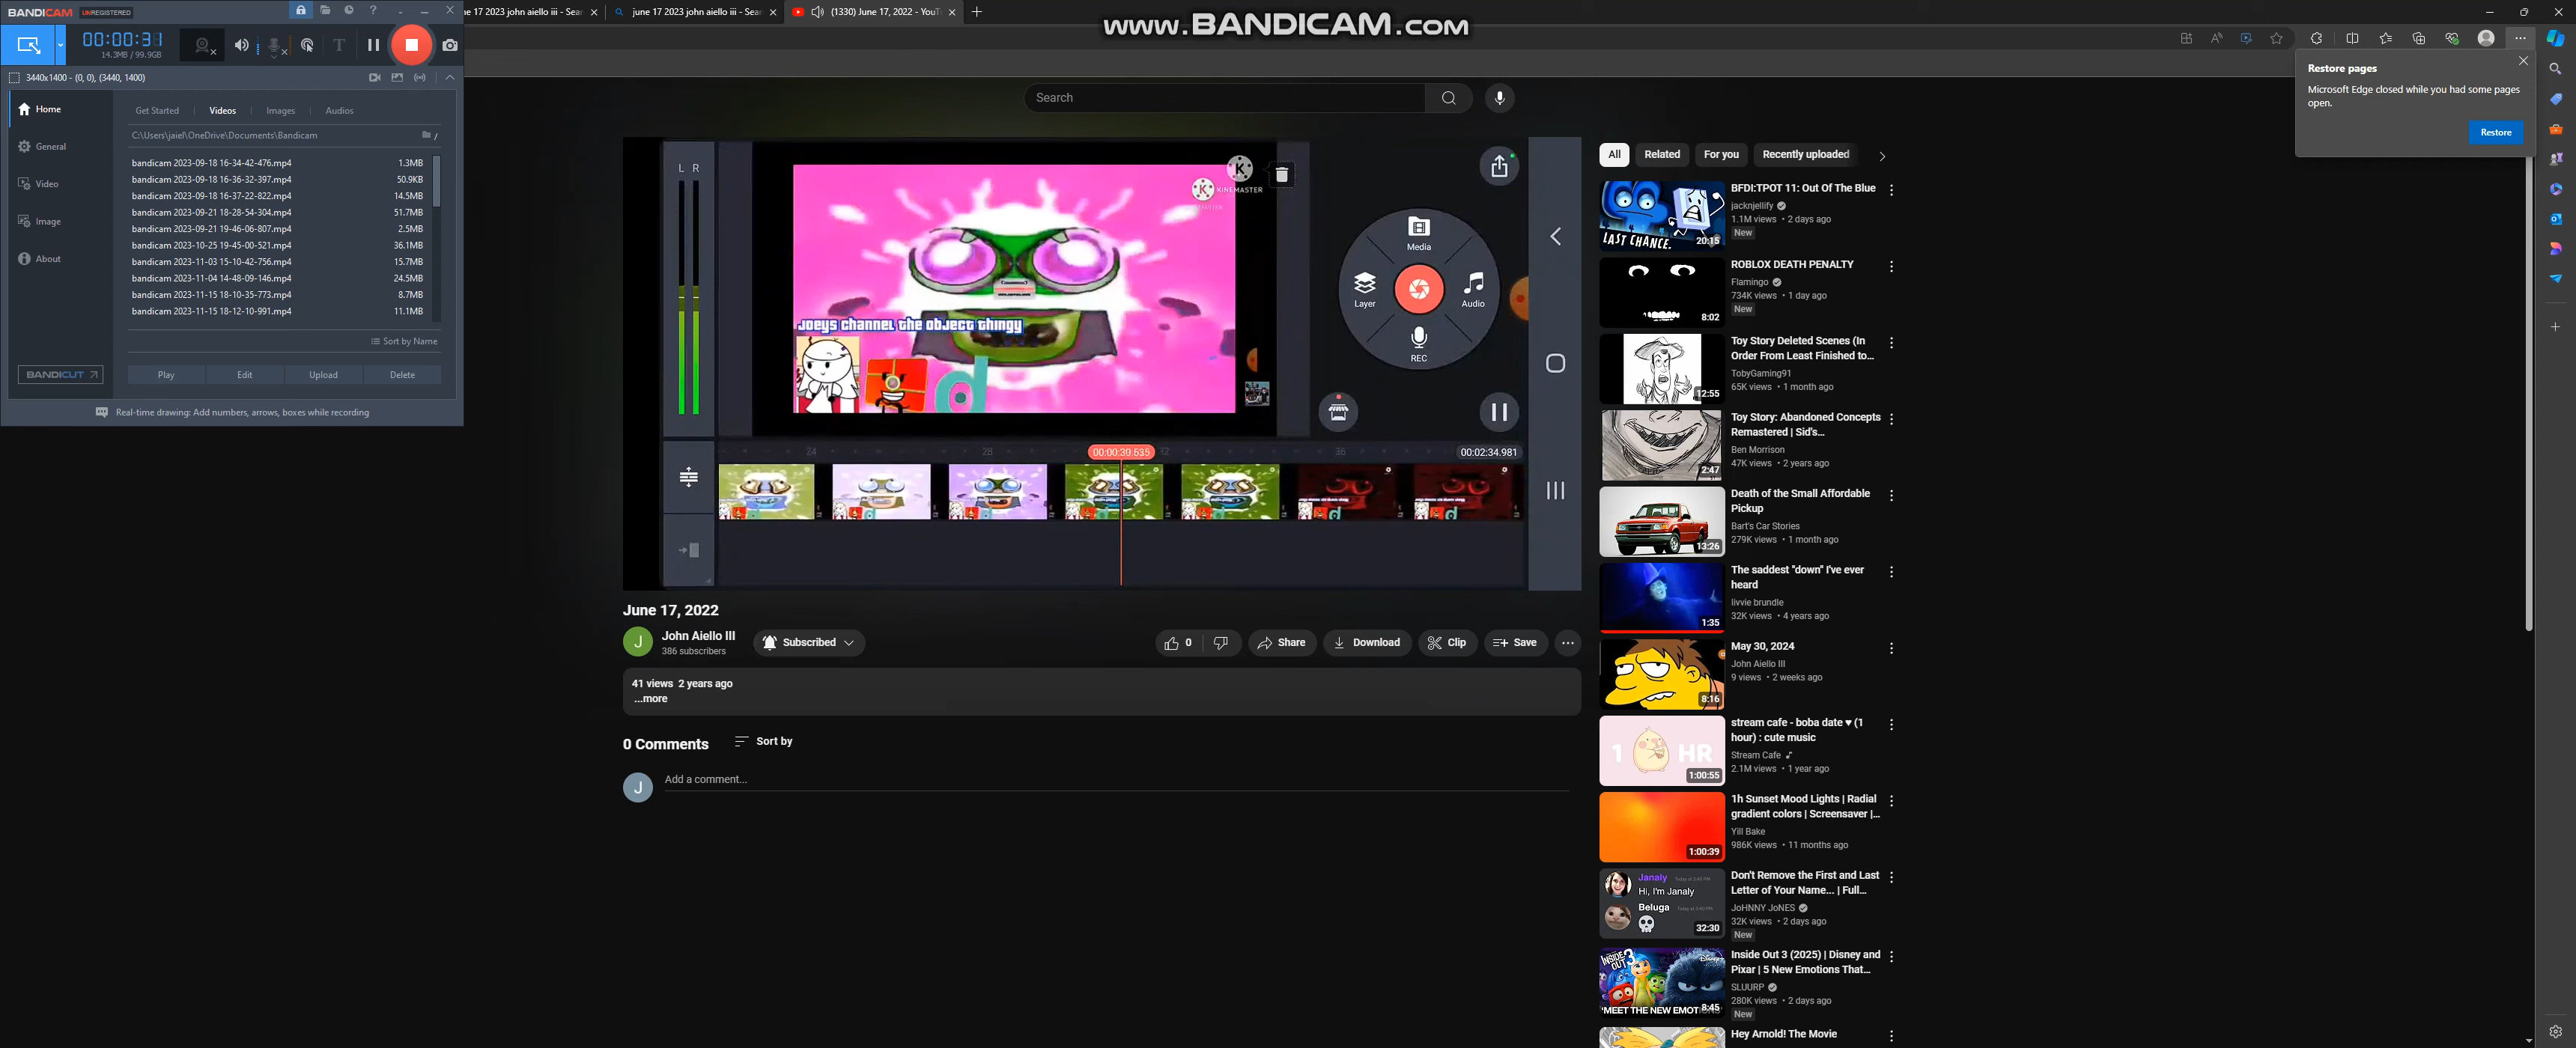 BANDICAM UNREGISTERED
ne 17 2023 john aiello iii - Sear
june 17 2023 john aiello iii - Sear
(1330) June 17, 2022 - YouT
www.BANDICAM.com
00:00:31
14.3MB / 99.9GB
3440x1400 - (0, 0), (3440, 1400)
Home
General
Video
Image
About
BANDICUT
Get Started
Videos
Images
Audios
C:\Users\jaiel\OneDrive\Documents\Bandicam
bandicam 2023-09-18 16-34-42-476.mp4 1.3MB
bandicam 2023-09-18 16-36-32-397.mp4 50.9KB
bandicam 2023-09-18 16-37-22-822.mp4 14.5MB
bandicam 2023-09-21 18-28-54-304.mp4 51.7MB
bandicam 2023-09-21 19-46-06-807.mp4 2.5MB
bandicam 2023-10-25 19-45-00-521.mp4 36.1MB
bandicam 2023-11-03 15-10-42-756.mp4 15.7MB
bandicam 2023-11-04 14-48-09-146.mp4 24.5MB
bandicam 2023-11-15 18-10-35-773.mp4 8.7MB
bandicam 2023-11-15 18-12-10-991.mp4 11.1MB
Sort by Name
Play
Edit
Upload
Delete
Real-time drawing: Add numbers, arrows, boxes while recording
Restore pages
Microsoft Edge closed while you had some pages
open.
Restore
Search
L R
KINEMASTER
joeys channel the object thingy
d
Media
Layer
Audio
REC
24
28
00:00:30.635
32
36
00:02:34.981
June 17, 2022
J
John Aiello III
386 subscribers
Subscribed
0
Share
Download
Clip
Save
41 views 2 years ago
...more
0 Comments
Sort by
J
Add a comment...
All
Related
For you
Recently uploaded
LAST CHANCE.
20:15
BFDI:TPOT 11: Out Of The Blue
jacknjellify
1.1M views • 2 days ago
New
8:02
ROBLOX DEATH PENALTY
Flamingo
734K views • 1 day ago
New
12:55
Toy Story Deleted Scenes (In
Order From Least Finished to...
TobyGaming91
65K views • 1 month ago
2:47
Toy Story: Abandoned Concepts
Remastered | Sid's...
Ben Morrison
47K views • 2 years ago
13:26
Death of the Small Affordable
Pickup
Bart's Car Stories
279K views • 1 month ago
1:35
The saddest "down" I've ever
heard
livvie brundle
32K views • 4 years ago
8:16
May 30, 2024
John Aiello III
9 views • 2 weeks ago
1 HR
1:00:55
stream cafe - boba date ♥ (1
hour) : cute music
Stream Cafe
2.1M views • 1 year ago
1:00:39
1h Sunset Mood Lights | Radial
gradient colors | Screensaver |...
Yill Bake
986K views • 11 months ago
Janaly
Hi, I'm Janaly
Beluga
32:30
Don't Remove the First and Last
Letter of Your Name... | Full...
JoHNNY JoNES
32K views • 2 days ago
New
INSIDE OUT 3
MEET THE NEW EMOTIONS
8:45
Inside Out 3 (2025) | Disney and
Pixar | 5 New Emotions That...
SLUURP
280K views • 2 days ago
New
Hey Arnold! The Movie